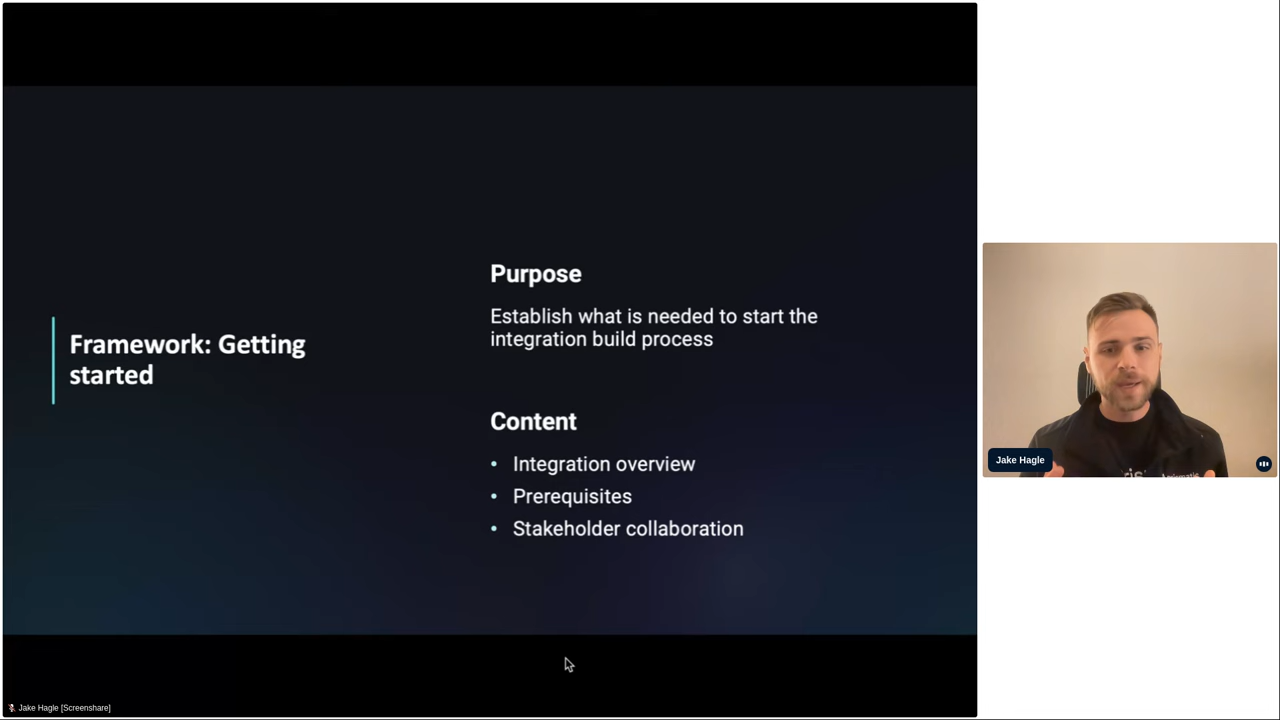 Framework: Getting
started
Purpose
Establish what is needed to start the
integration build process
Content
• Integration overview
• Prerequisites
• Stakeholder collaboration
Jake Hagle
Jake Hagle [Screenshare]